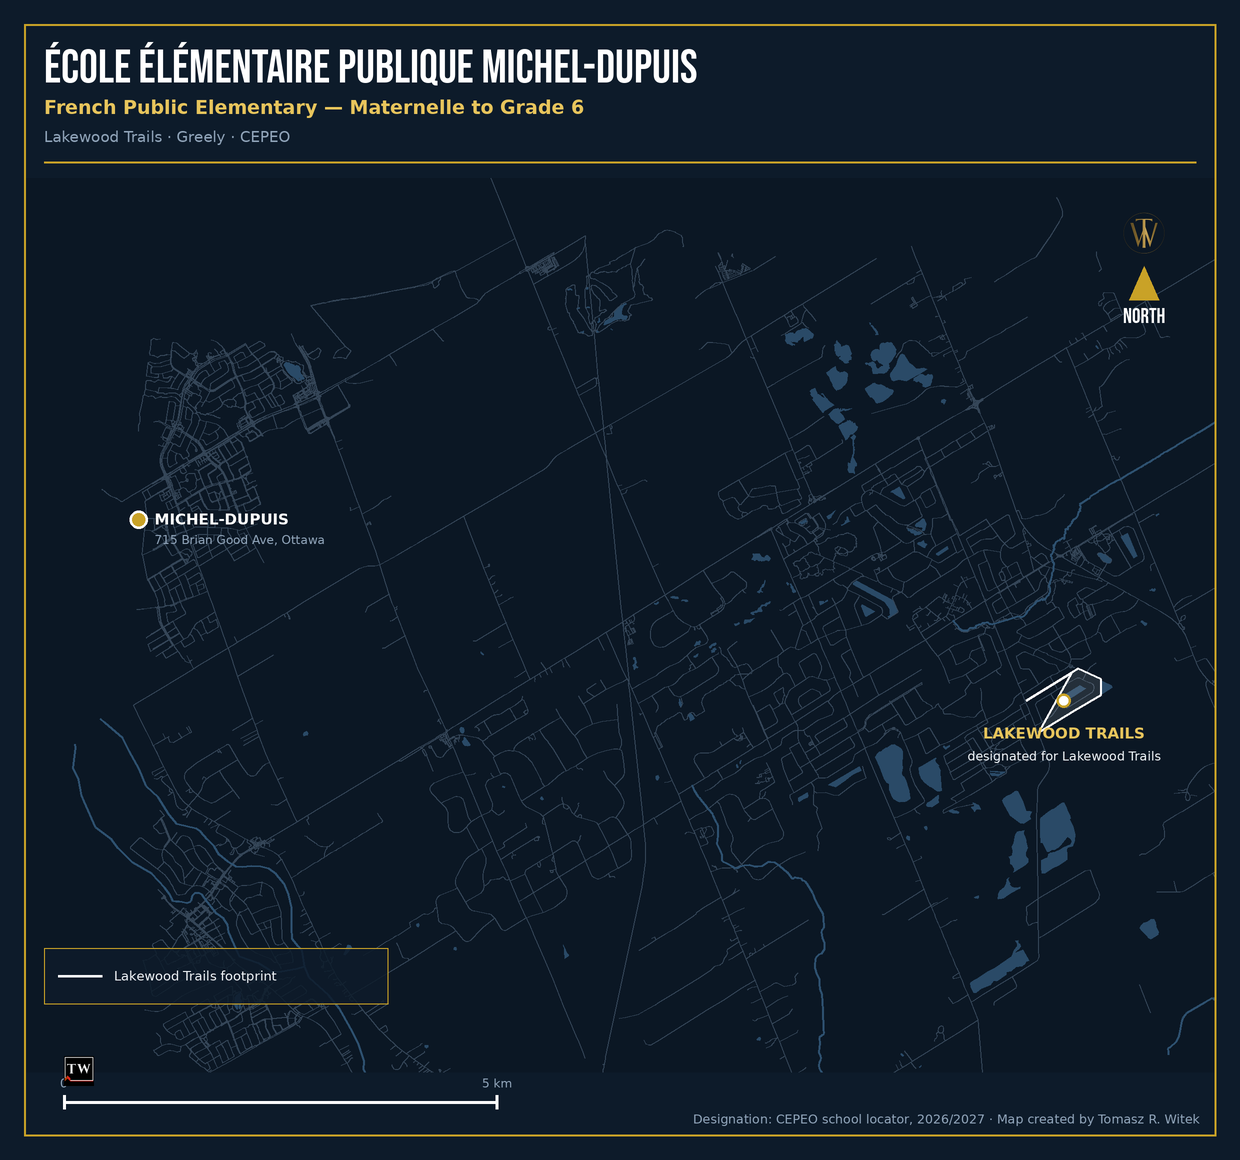 ÉCOLE ÉLÉMENTAIRE PUBLIQUE MICHEL-DUPUIS
French Public Elementary — Maternelle to Grade 6
Lakewood Trails · Greely · CEPEO
TW
NORTH
MICHEL-DUPUIS
715 Brian Good Ave, Ottawa
LAKEWOOD TRAILS
designated for Lakewood Trails
Lakewood Trails footprint
TW
5 km
Designation: CEPEO school locator, 2026/2027 · Map created by Tomasz R. Witek